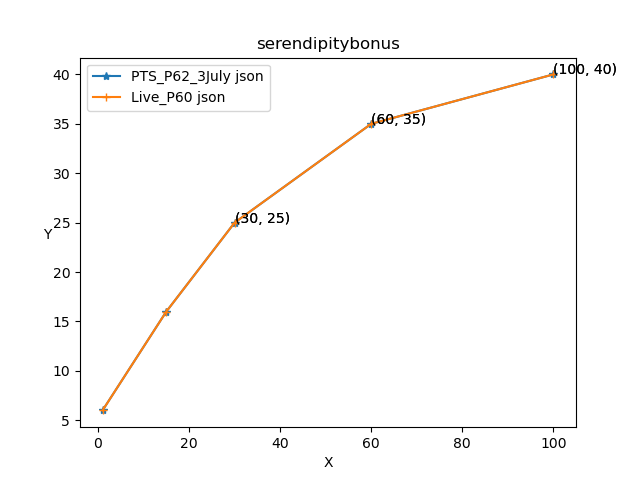 serendipitybonus
PTS_P62_3July json
Live_P60 json
(100, 40)
(60, 35)
(30, 25)
40
35
30
25
20
15
10
5
Y
0 20 40 60 80 100
X